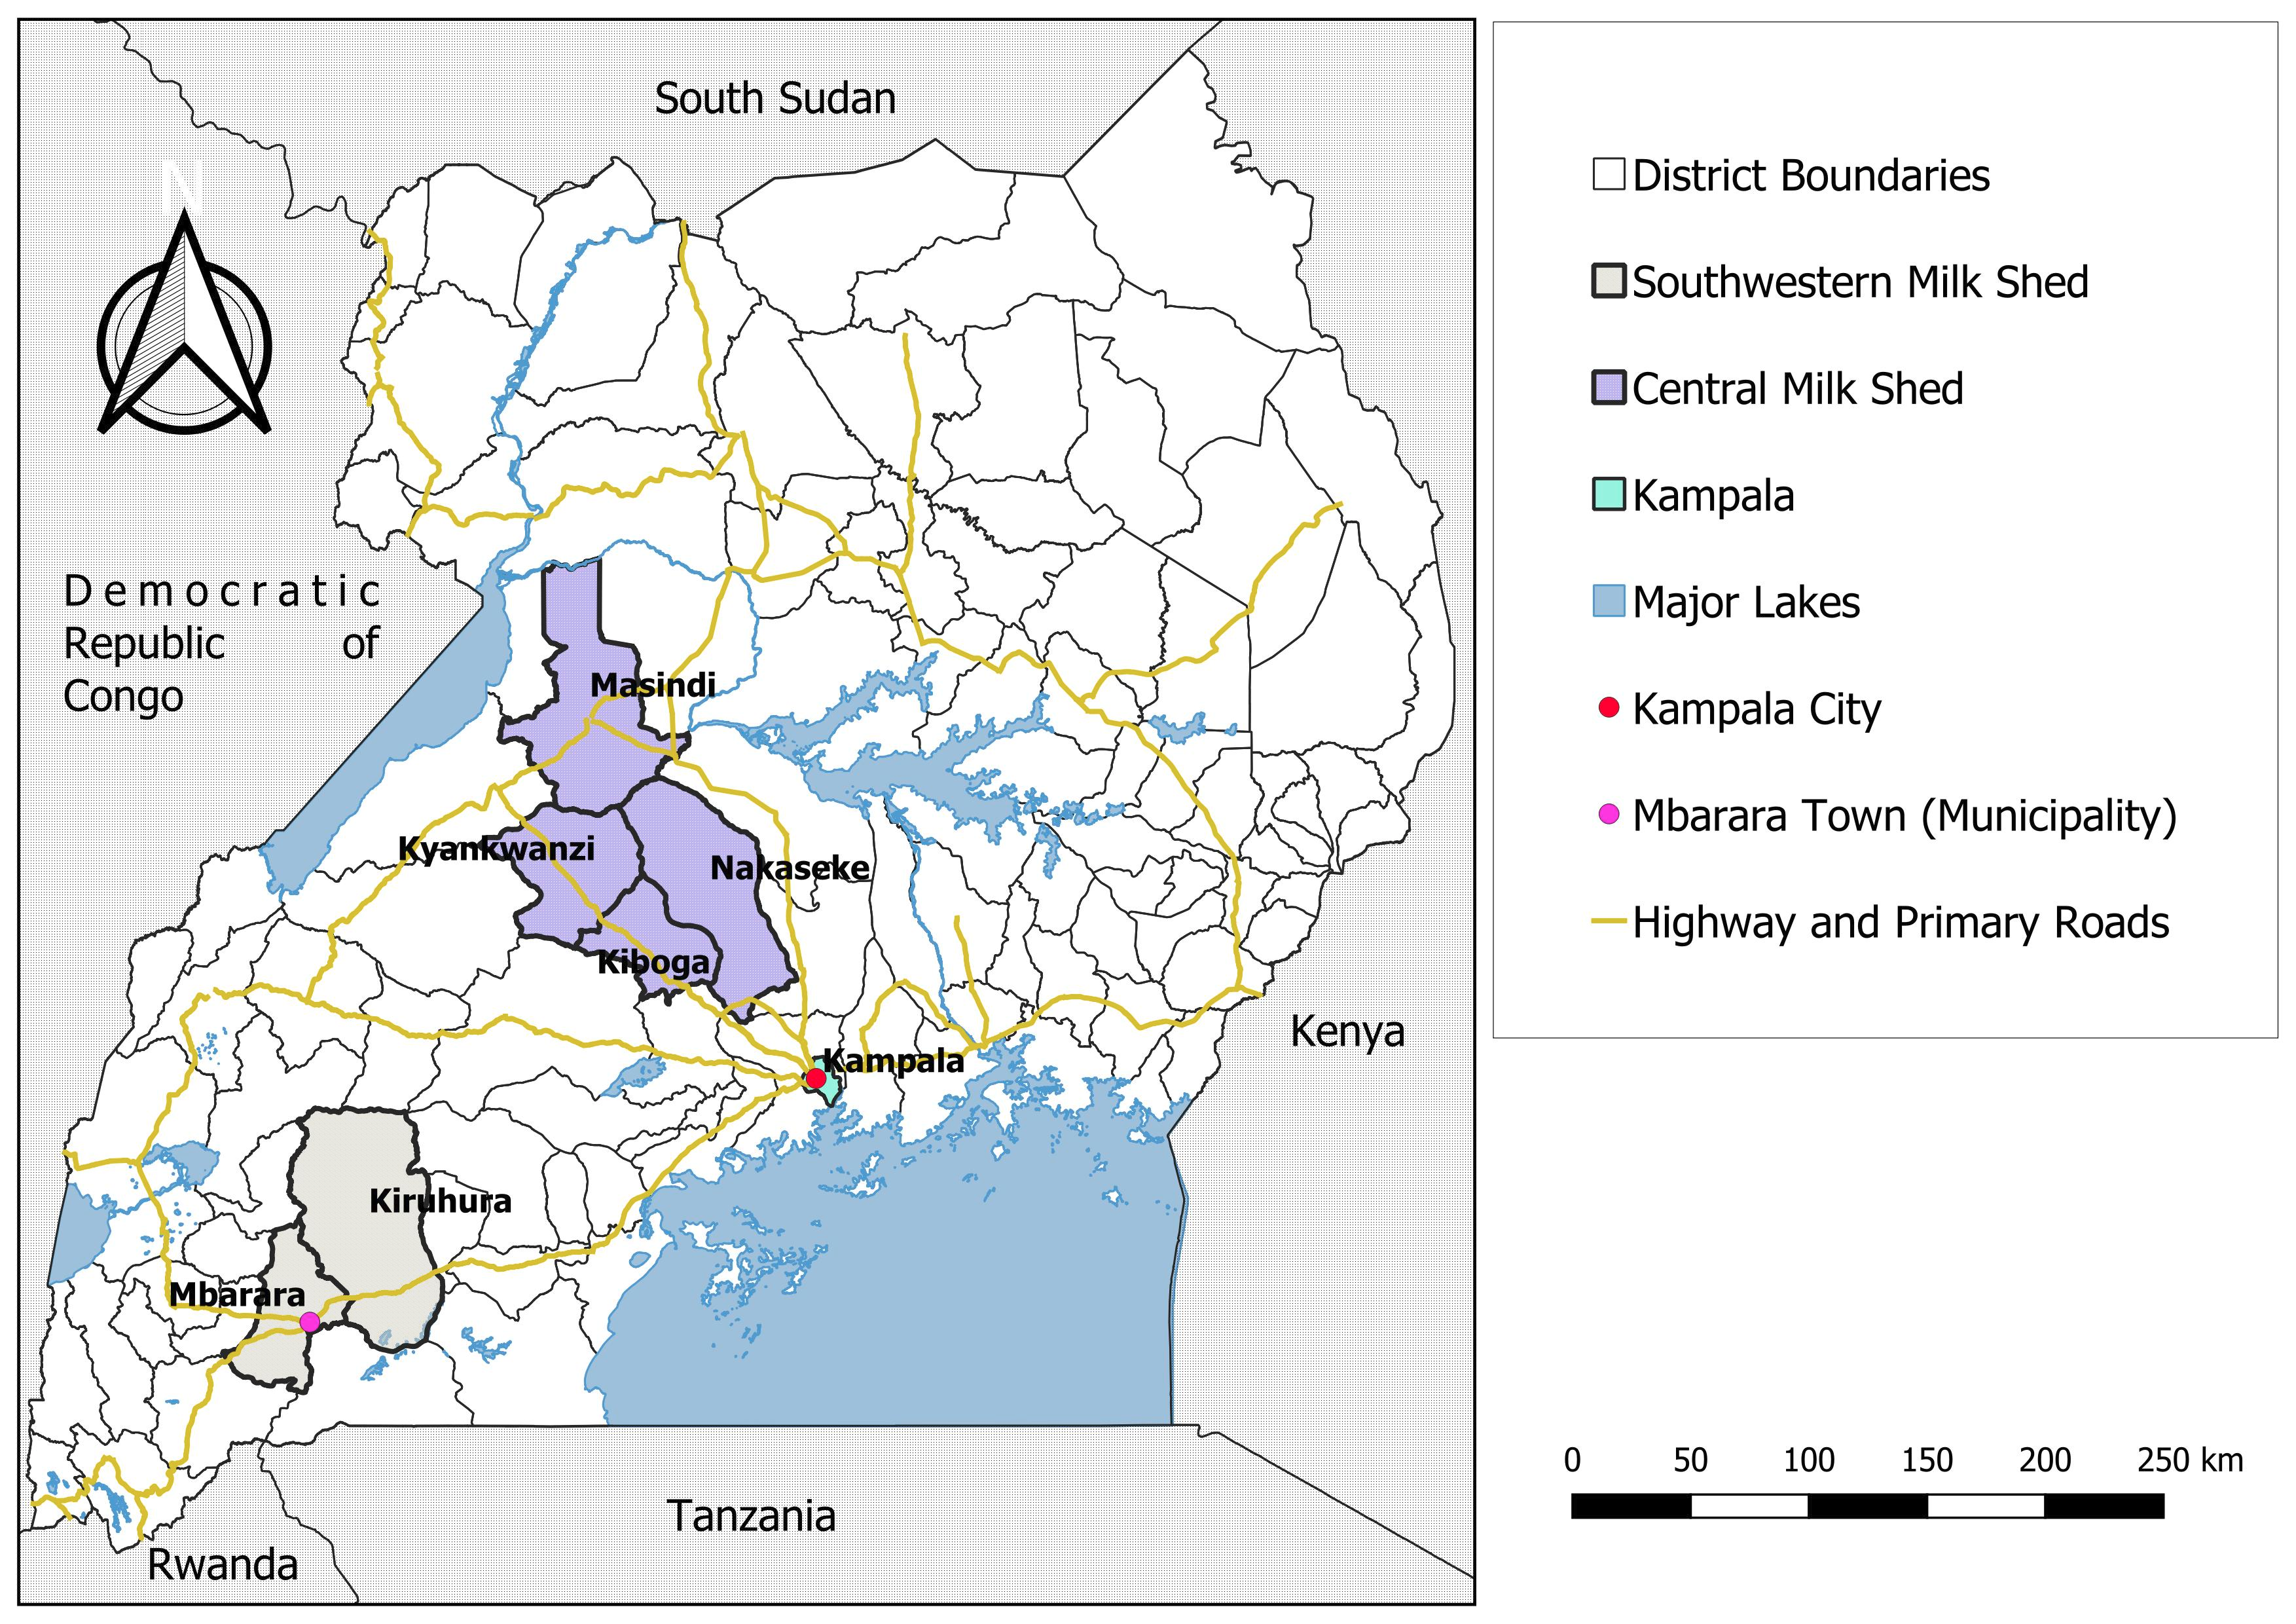 South Sudan
N
Democratic
Republic of
Congo
Masindi
Kyankwanzi
Nakaseke
Kiboga
Kampala
Kenya
Kiruhura
Mbarara
Tanzania
Rwanda
District Boundaries
Southwestern Milk Shed
Central Milk Shed
Kampala
Major Lakes
Kampala City
Mbarara Town (Municipality)
Highway and Primary Roads
0 50 100 150 200 250 km